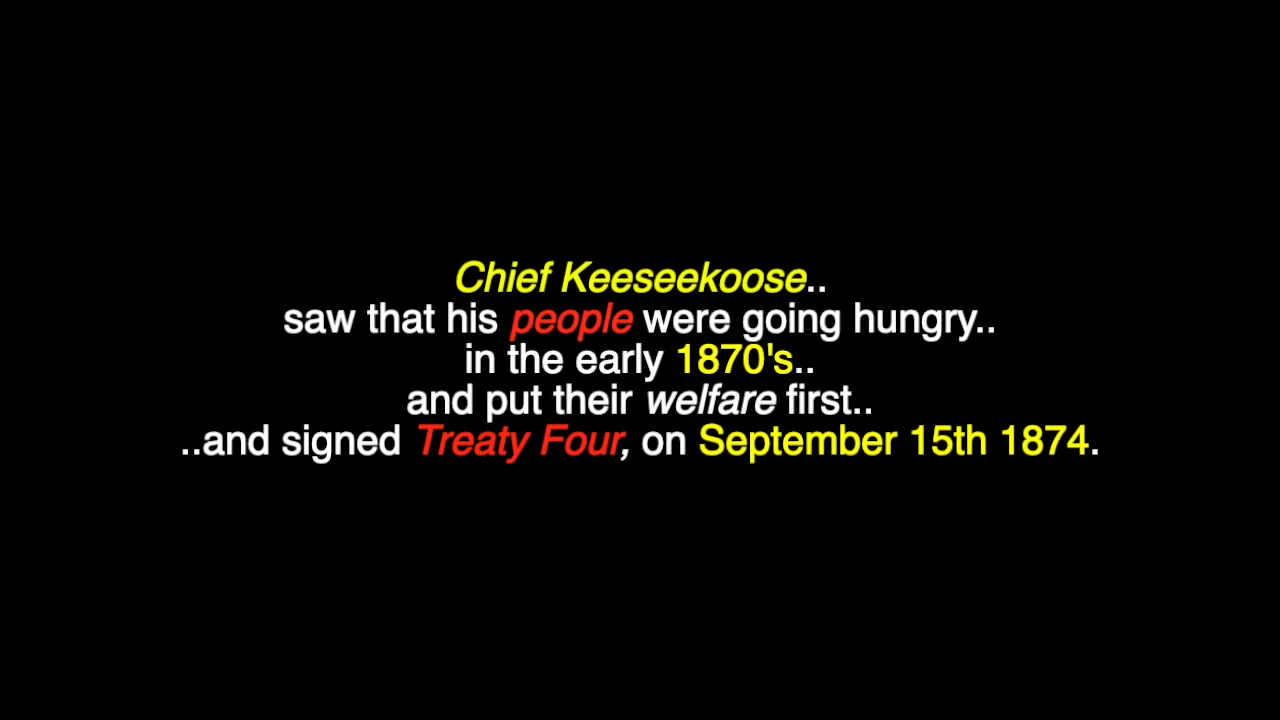 Chief Keeseekoose..
saw that his people were going hungry..
in the early 1870's..
and put their welfare first..
..and signed Treaty Four, on September 15th 1874.